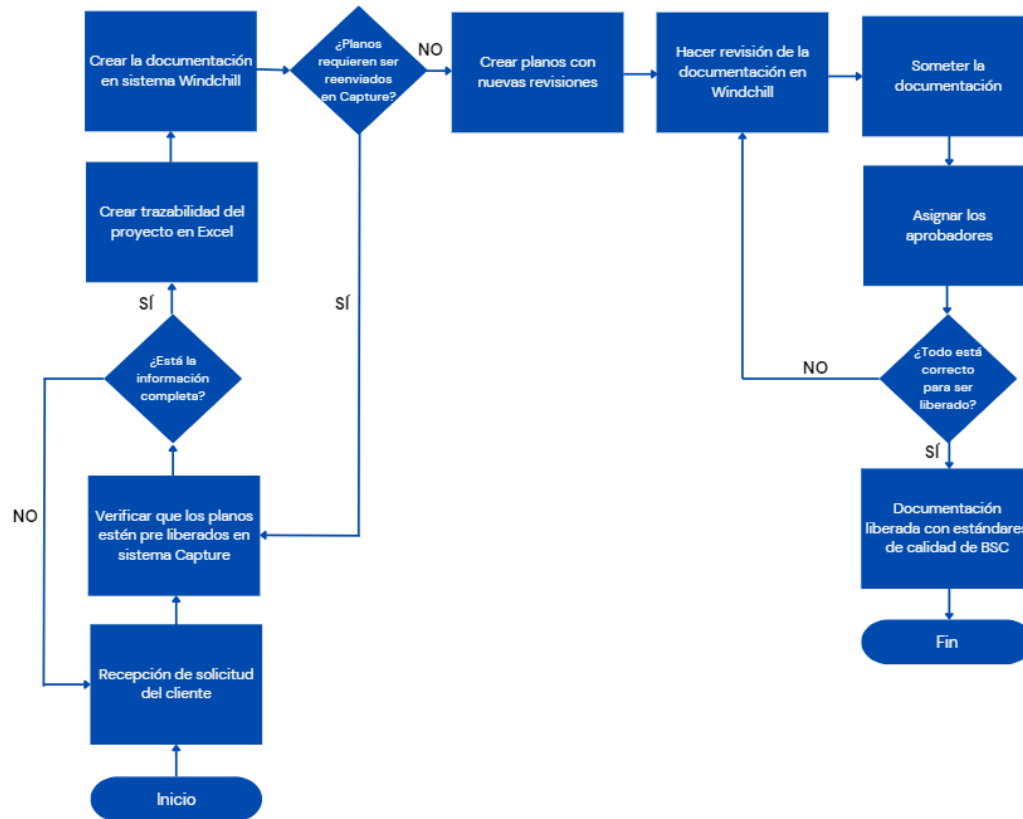 Crear la documentación
en sistema Windchill
¿Planos
requieren ser
reenviados
en Capture?
NO
Crear planos con
nuevas revisiones
Hacer revisión de la
documentación en
Windchill
Someter la
documentación
Crear trazabilidad del
proyecto en Excel
Asignar los
aprobadores
SÍ
SÍ
¿Está la
información
completa?
¿Todo está
correcto
para ser
liberado?
NO
SÍ
NO
Verificar que los planos
estén pre liberados en
sistema Capture
Documentación
liberada con estándares
de calidad de BSC
Recepción de solicitud
del cliente
Fin
Inicio